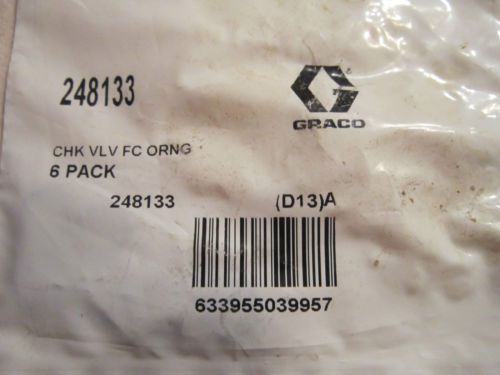 248133
GRACO
CHK VLV FC ORNG
6 PACK
248133 (D13)A
633955039957